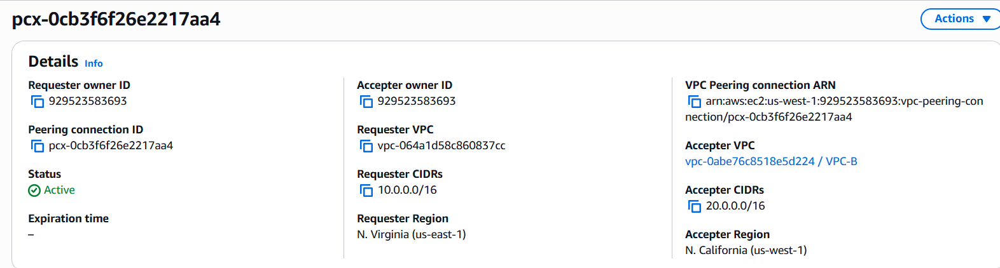 pcx-0cb3f6f26e2217aa4
Actions
Details Info
Requester owner ID
929523583693
Peering connection ID
pcx-0cb3f6f26e2217aa4
Status
Active
Expiration time
–
Accepter owner ID
929523583693
Requester VPC
vpc-064a1d58c860837cc
Requester CIDRs
10.0.0.0/16
Requester Region
N. Virginia (us-east-1)
VPC Peering connection ARN
arn:aws:ec2:us-west-1:929523583693:vpc-peering-con
nection/pcx-0cb3f6f26e2217aa4
Accepter VPC
vpc-0abe76c8518e5d224 / VPC-B
Accepter CIDRs
20.0.0.0/16
Accepter Region
N. California (us-west-1)